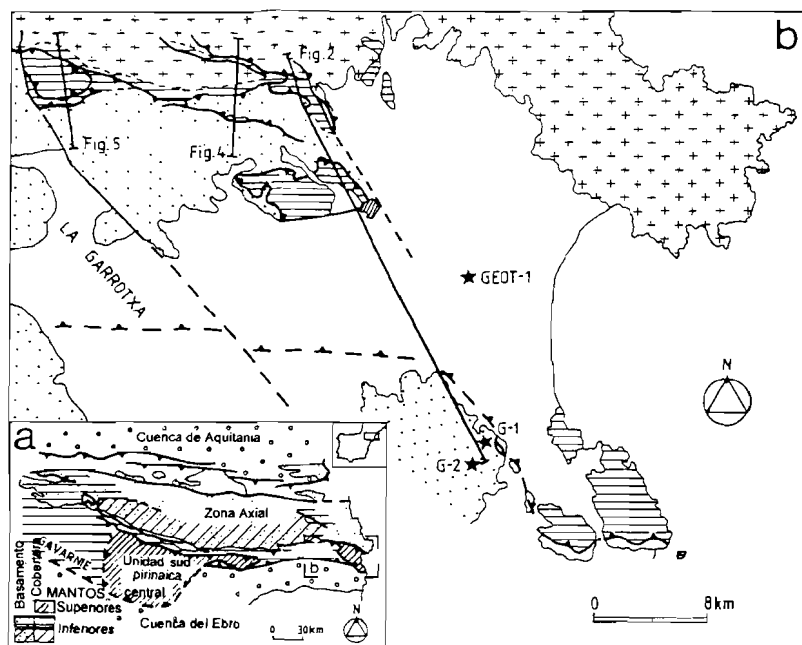 b
Fig. 2
Fig. 5
Fig. 4
LA GARROTXA
GEOT-1
N
G-1
G-2
0 8km
a
Cuenca de Aquitania
Zona Axial
GAVARNIE
Unidad sud
pirinaica
central
b
Basamento
Cobertera
MANTOS
Superiores
Inferiores
Cuenca del Ebro
0 30km
N